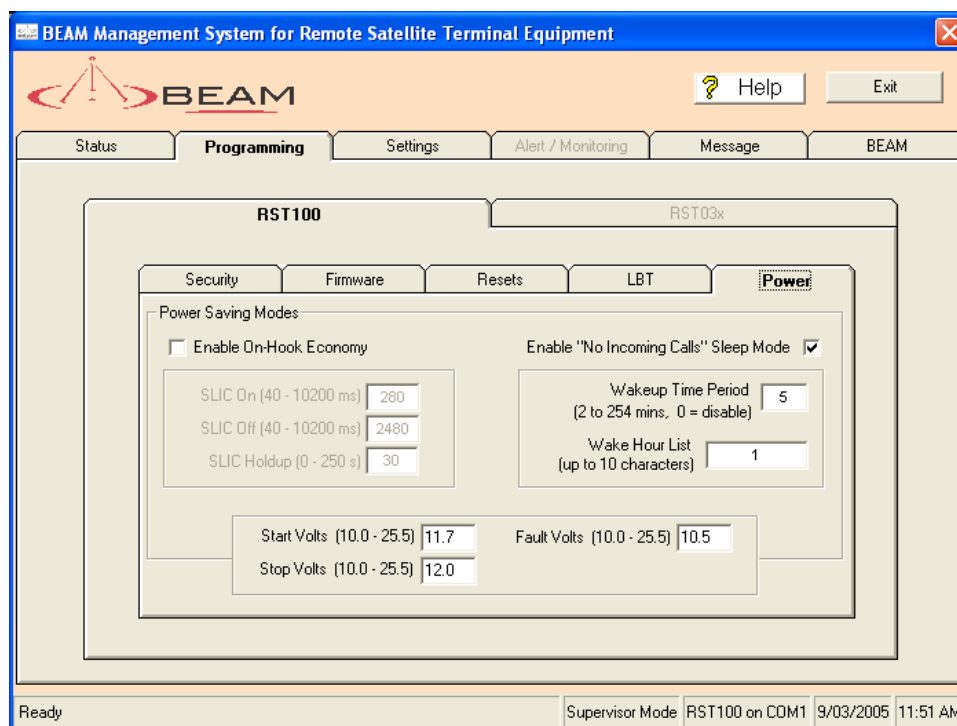 BEAM Management System for Remote Satellite Terminal Equipment
BEAM
? Help
Exit
Status
Programming
Settings
Alert / Monitoring
Message
BEAM
RST100
RST03x
Security
Firmware
Resets
LBT
Power
Power Saving Modes
Enable On-Hook Economy
Enable "No Incoming Calls" Sleep Mode
SLIC On (40 - 10200 ms) 280
SLIC Off (40 - 10200 ms) 2480
SLIC Holdup (0 - 250 s) 30
Wakeup Time Period
(2 to 254 mins, 0 = disable)
5
Wake Hour List
(up to 10 characters)
1
Start Volts (10.0 - 25.5) 11.7
Fault Volts (10.0 - 25.5) 10.5
Stop Volts (10.0 - 25.5) 12.0
Ready
Supervisor Mode
RST100 on COM1
9/03/2005
11:51 AM